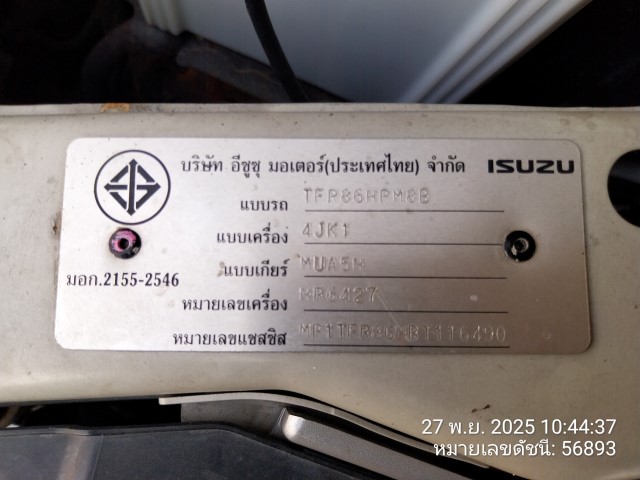 บริษัท อีซูซุ มอเตอร์(ประเทศไทย) จำกัด ISUZU
แบบรถ TFR86HPM8B
แบบเครื่อง 4JK1
มอก.2155-2546
แบบเกียร์ MUA5H
หมายเลขเครื่อง
หมายเลขแชสซิส
27 พ.ย. 2025 10:44:37
หมายเลขดัชนี: 56893